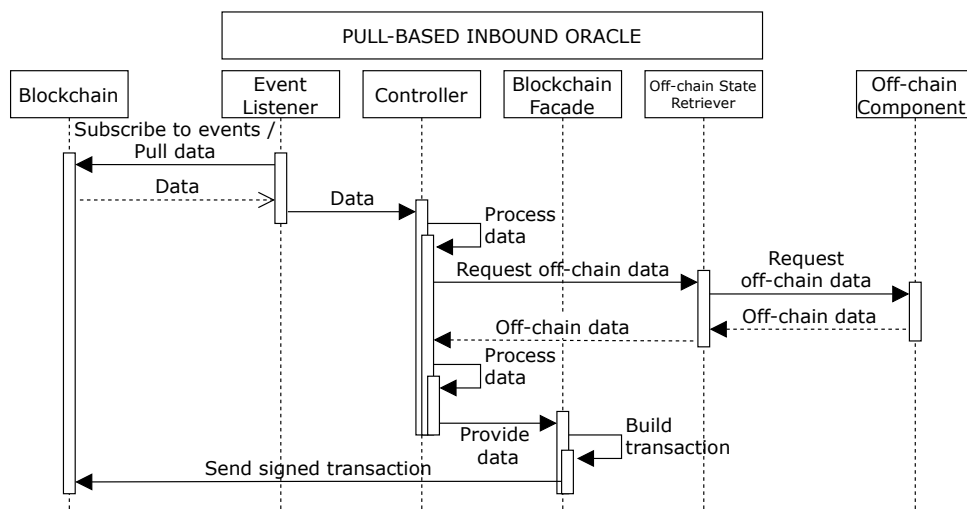 PULL-BASED INBOUND ORACLE
Blockchain
Event
Listener
Controller
Blockchain
Facade
Off-chain State
Retriever
Off-chain
Component
Subscribe to events /
Pull data
Data
Data
Process
data
Request off-chain data
Request
off-chain data
Off-chain data
Off-chain data
Process
data
Provide
data
Build
transaction
Send signed transaction